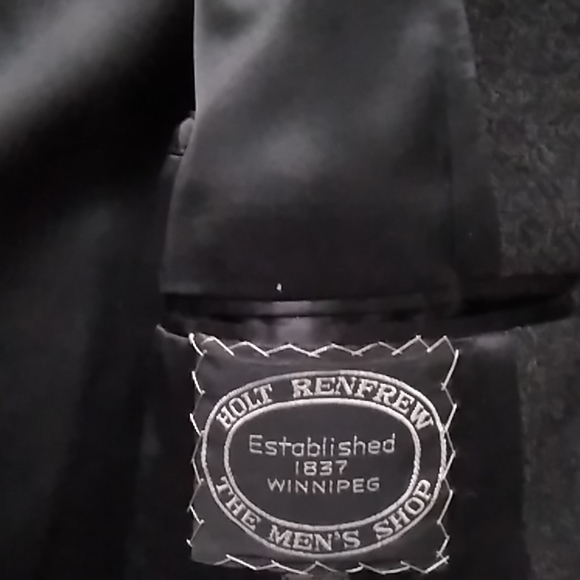 HOLT RENFREW
Established
1837
WINNIPEG
THE MEN'S SHOP